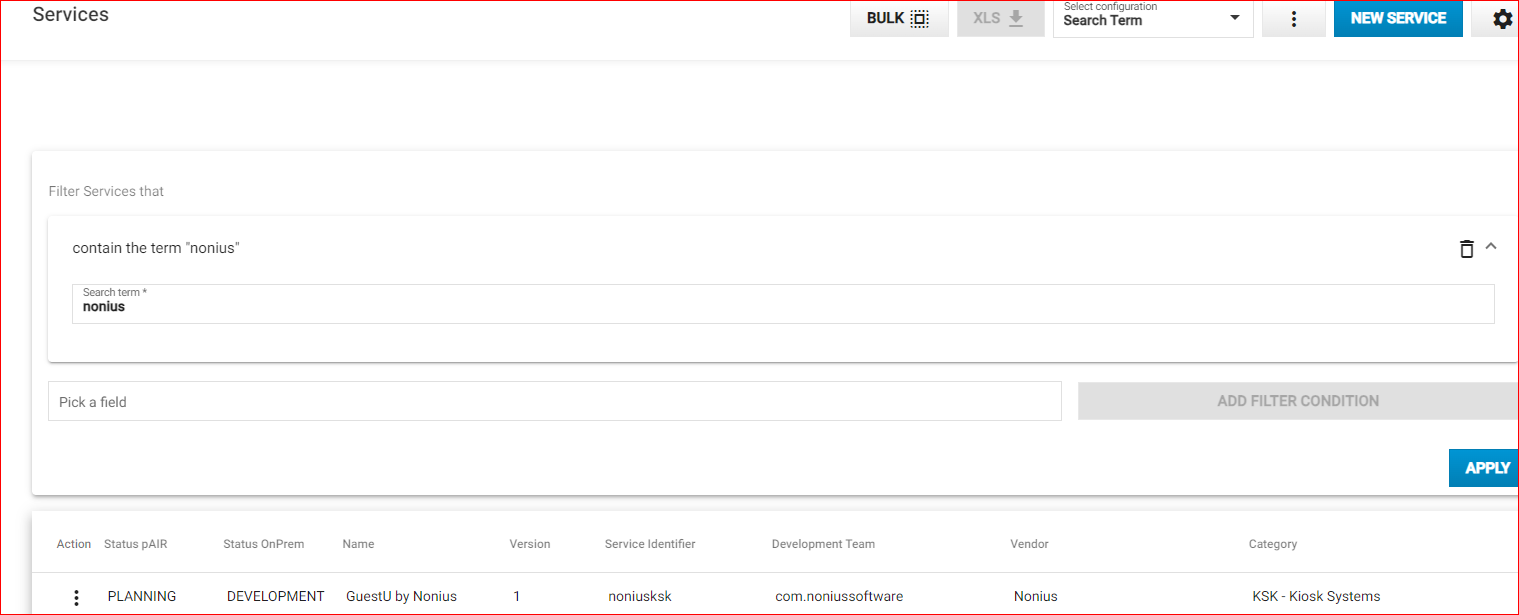 Services
BULK
XLS
Select configuration
Search Term
NEW SERVICE
Filter Services that
contain the term "nonius"
Search term *
nonius
Pick a field
ADD FILTER CONDITION
APPLY
Action Status pAIR Status OnPrem Name Version Service Identifier Development Team Vendor Category
PLANNING DEVELOPMENT GuestU by Nonius 1 noniusksk com.noniussoftware Nonius KSK - Kiosk Systems